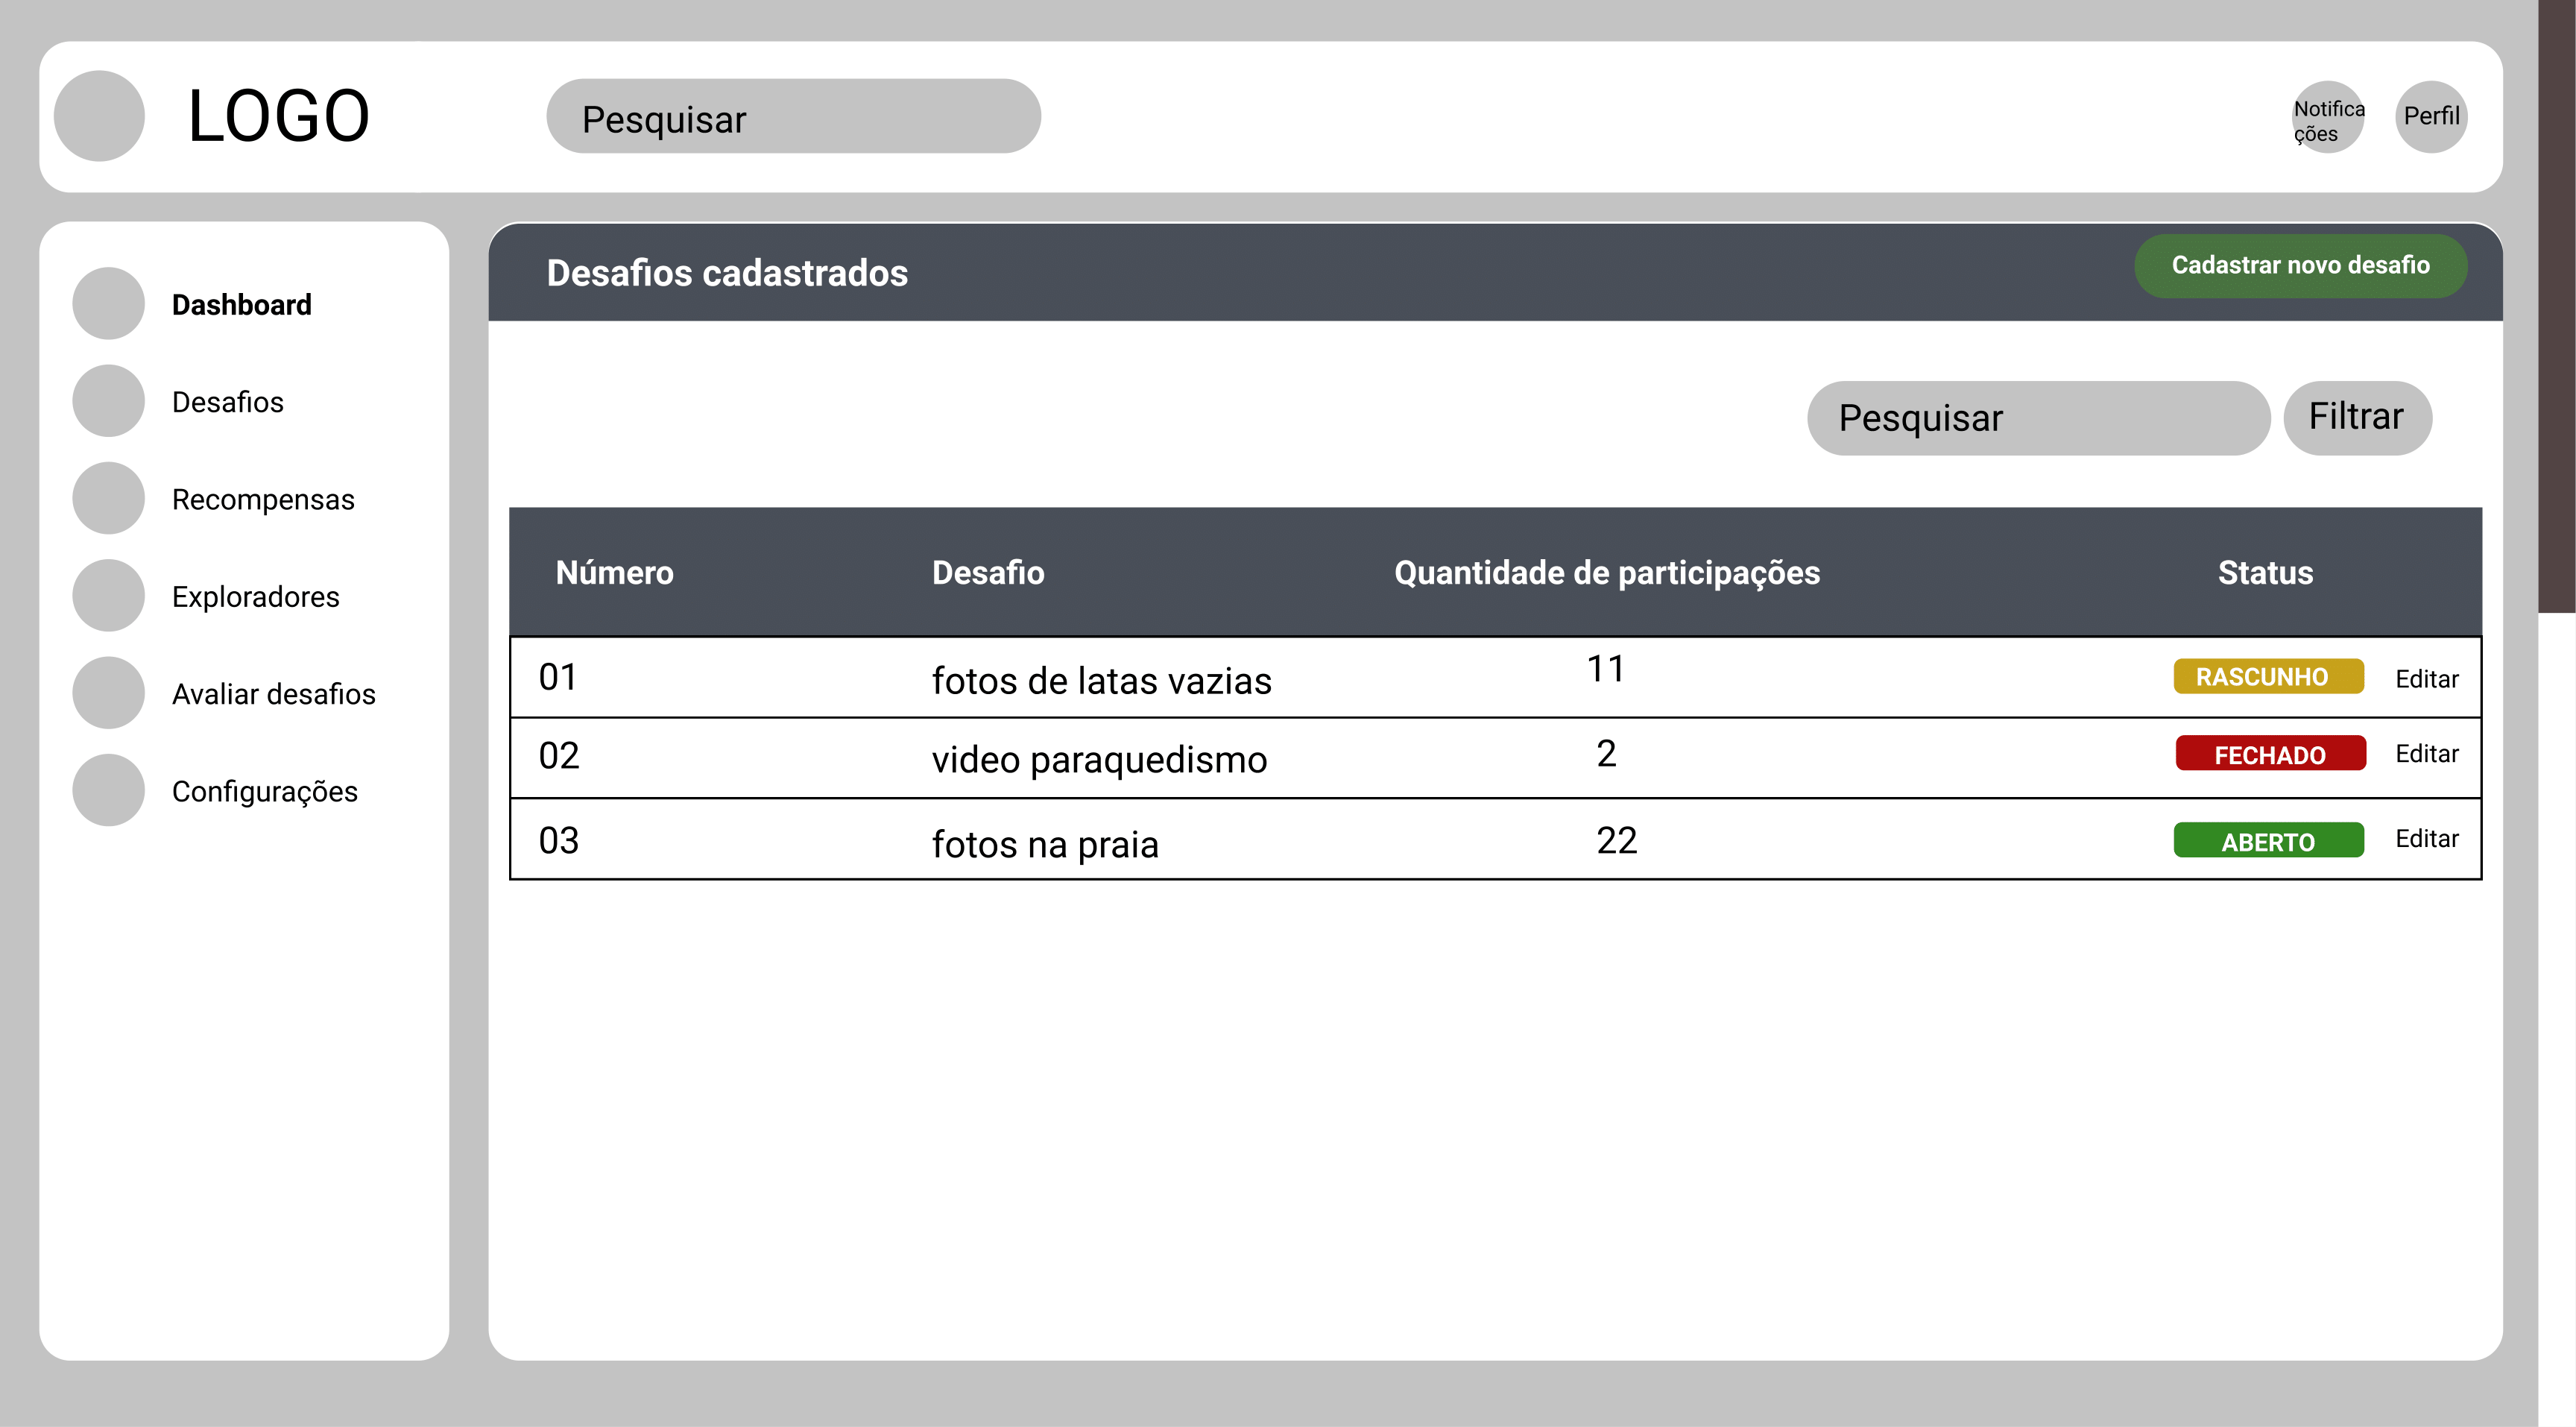 LOGO
Pesquisar
Notifica
ções
Perfil
Dashboard
Desafios
Recompensas
Exploradores
Avaliar desafios
Configurações
Desafios cadastrados
Cadastrar novo desafio
Pesquisar
Filtrar
Número Desafio Quantidade de participações Status
01 fotos de latas vazias 11 RASCUNHO Editar
02 video paraquedismo 2 FECHADO Editar
03 fotos na praia 22 ABERTO Editar